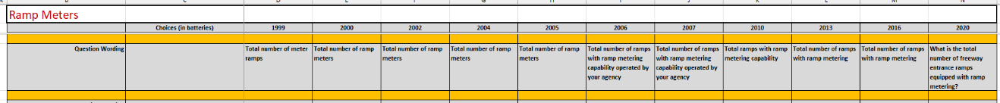 Ramp Meters
Choices (in batteries)
1999
2000
2002
2004
2005
2006
2007
2010
2013
2016
2020
Question Wording
Total number of meter
ramps
Total number of ramp
meters
Total number of ramp
meters
Total number of ramp
meters
Total number of ramp
meters
Total number of ramps
with ramp metering
capability operated by
your agency
Total number of ramps
with ramp metering
capability operated by
your agency
Total ramps with ramp
metering capability
Total number of ramps
with ramp metering
Total number of ramps
with ramp metering
What is the total
number of freeway
entrance ramps
equipped with ramp
metering?